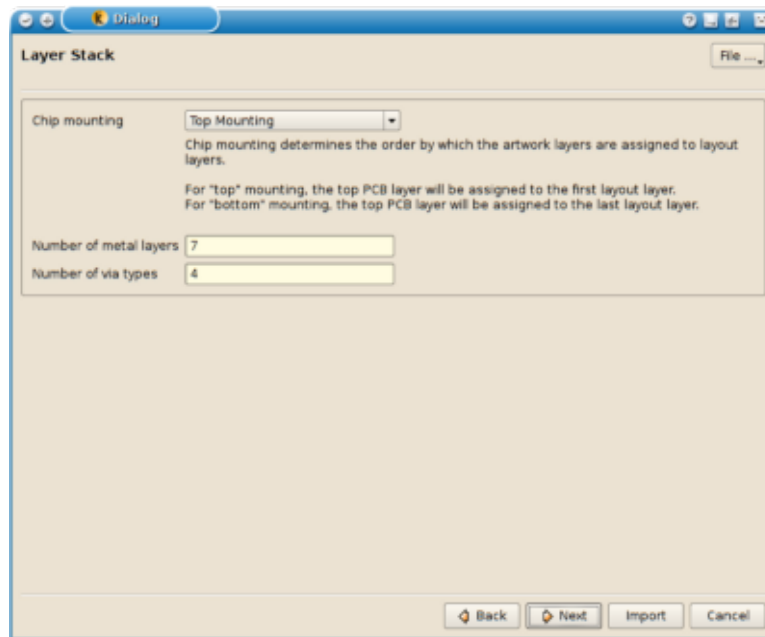 Dialog
Layer Stack
File ...
Chip mounting
Top Mounting
Chip mounting determines the order by which the artwork layers are assigned to layout
layers.
For "top" mounting, the top PCB layer will be assigned to the first layout layer.
For "bottom" mounting, the top PCB layer will be assigned to the last layout layer.
Number of metal layers 7
Number of via types 4
Back Next Import Cancel